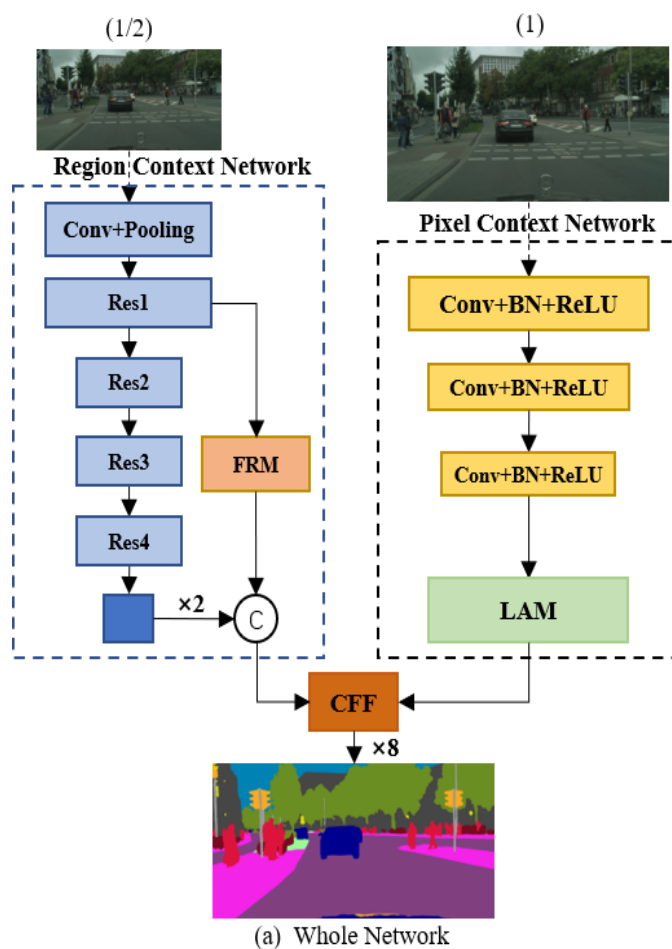 (1/2)
(1)
Region Context Network
Pixel Context Network
Conv+Pooling
Res1
Res2
Res3
Res4
FRM
×2
C
Conv+BN+ReLU
Conv+BN+ReLU
Conv+BN+ReLU
LAM
CFF
×8
(a) Whole Network